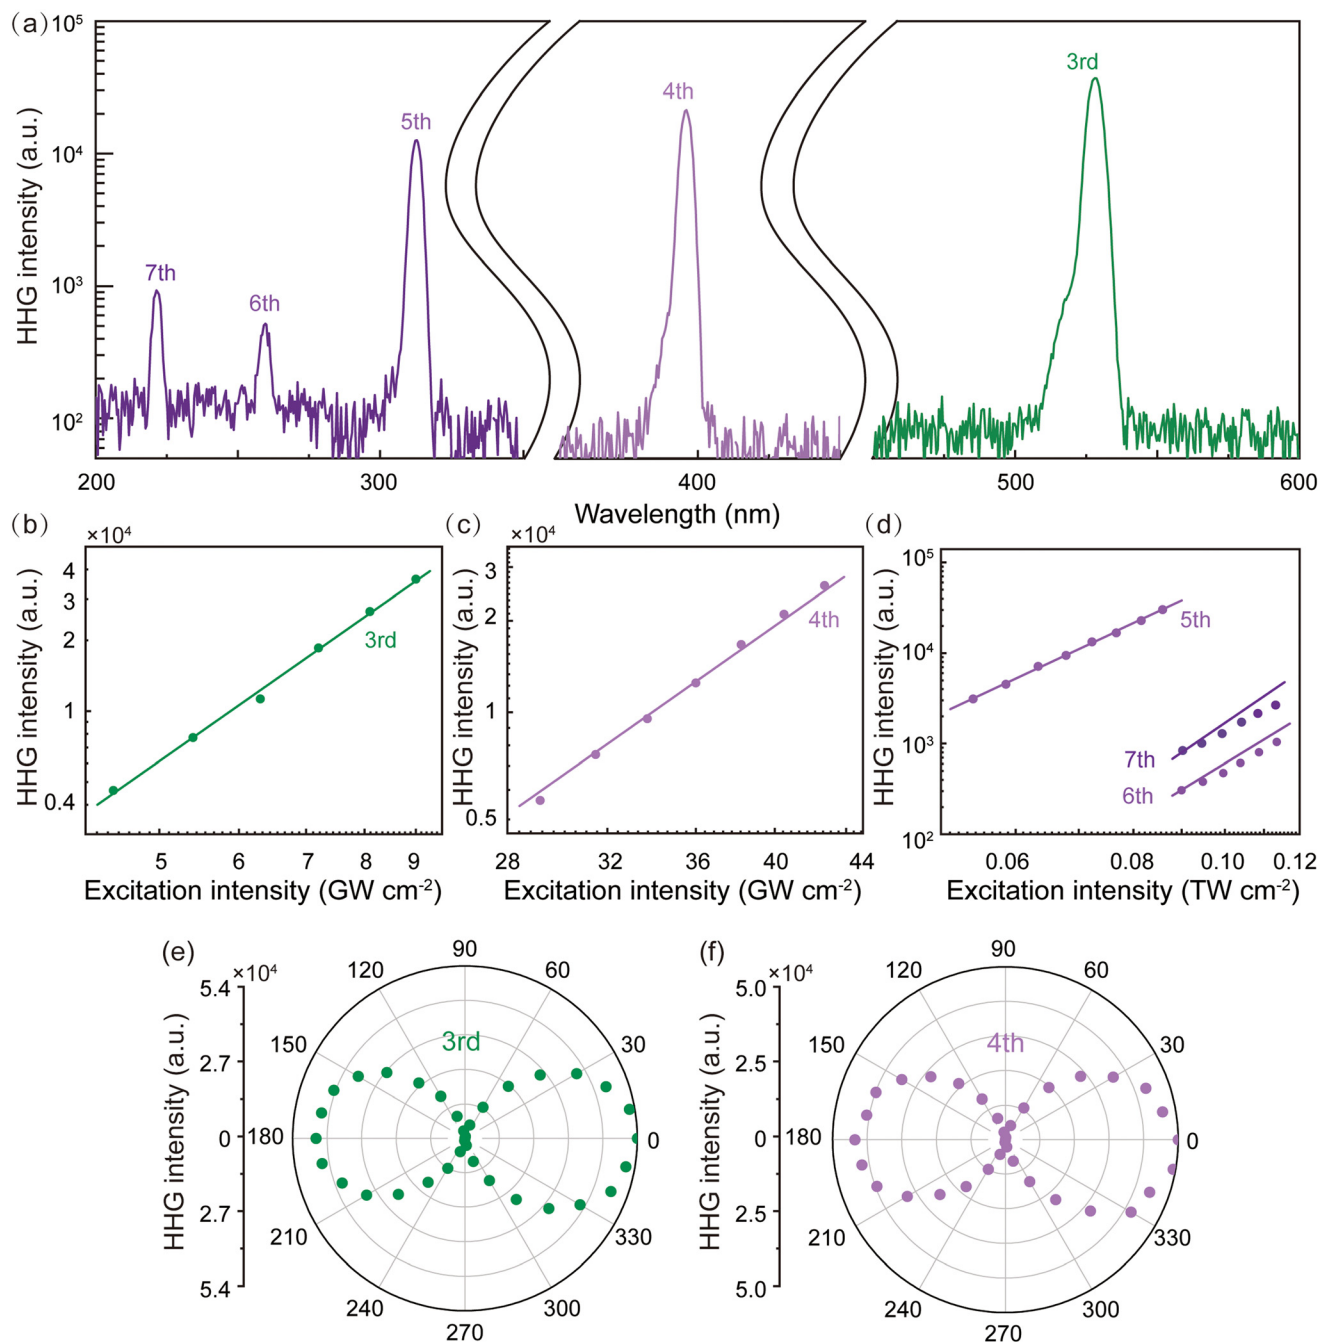 (a)
10⁵
10⁴
10³
10²
HHG intensity (a.u.)
7th
6th
5th
4th
3rd
200
300
400
500
600
Wavelength (nm)
(b)
×10⁴
4
3
2
1
0.4
HHG intensity (a.u.)
3rd
5
6
7
8
9
Excitation intensity (GW cm⁻²)
(c)
×10⁴
3
2
1
0.5
HHG intensity (a.u.)
4th
28
32
36
40
44
Excitation intensity (GW cm⁻²)
(d)
10⁵
10⁴
10³
10²
HHG intensity (a.u.)
5th
7th
6th
0.06
0.08
0.10
0.12
Excitation intensity (TW cm⁻²)
(e)
×10⁴
5.4
2.7
0
2.7
5.4
HHG intensity (a.u.)
3rd
90
60
30
0
330
300
270
240
210
180
150
120
(f)
×10⁴
5.0
2.5
0
2.5
5.0
HHG intensity (a.u.)
4th
90
60
30
0
330
300
270
240
210
180
150
120